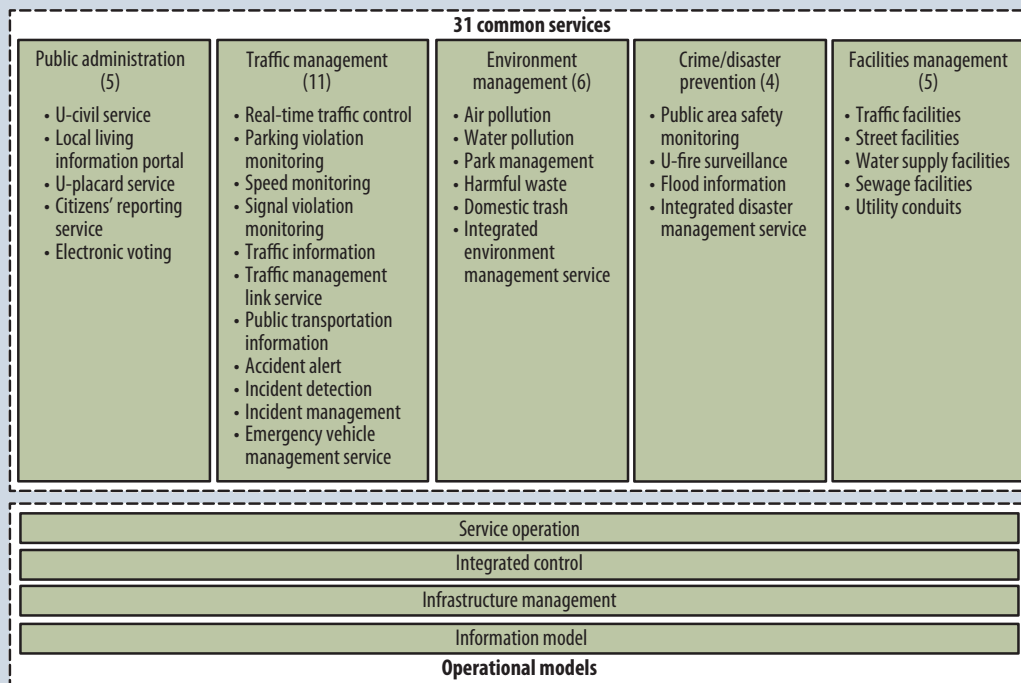 31 common services
Public administration
(5)
• U-civil service
• Local living
information portal
• U-placard service
• Citizens’ reporting
service
• Electronic voting
Traffic management
(11)
• Real-time traffic control
• Parking violation
monitoring
• Speed monitoring
• Signal violation
monitoring
• Traffic information
• Traffic management
link service
• Public transportation
information
• Accident alert
• Incident detection
• Incident management
• Emergency vehicle
management service
Environment
management (6)
• Air pollution
• Water pollution
• Park management
• Harmful waste
• Domestic trash
• Integrated
environment
management service
Crime/disaster
prevention (4)
• Public area safety
monitoring
• U-fire surveillance
• Flood information
• Integrated disaster
management service
Facilities management
(5)
• Traffic facilities
• Street facilities
• Water supply facilities
• Sewage facilities
• Utility conduits
Service operation
Integrated control
Infrastructure management
Information model
Operational models